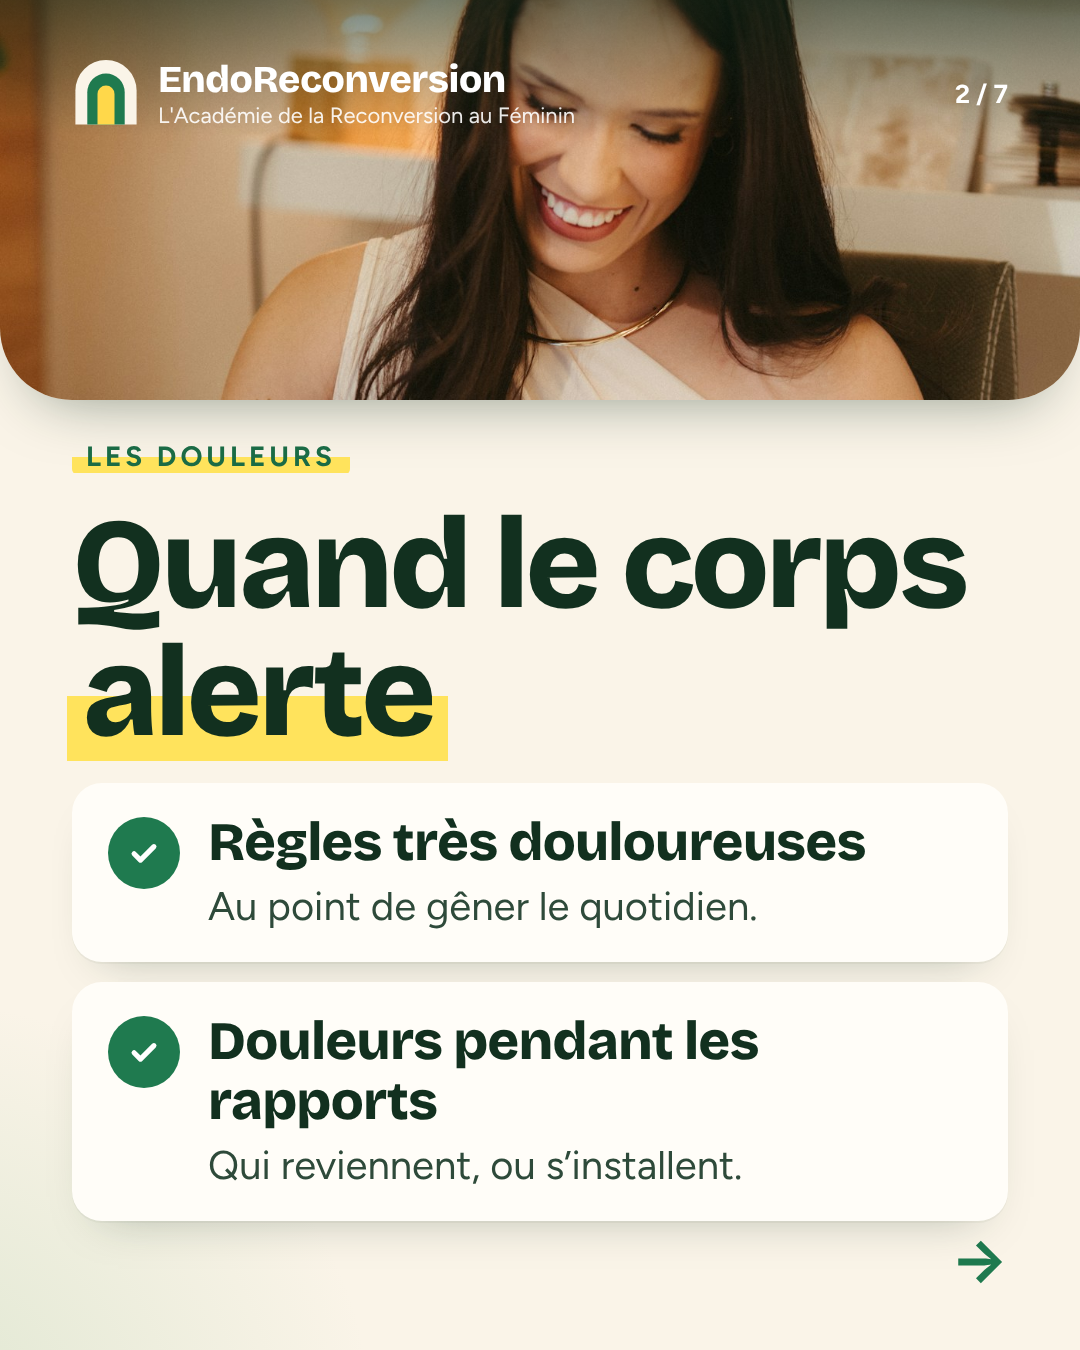 EndoReconversion
L'Académie de la Reconversion au Féminin
2 / 7
LES DOULEURS
Quand le corps
alerte
Règles très douloureuses
Au point de gêner le quotidien.
Douleurs pendant les
rapports
Qui reviennent, ou s’installent.